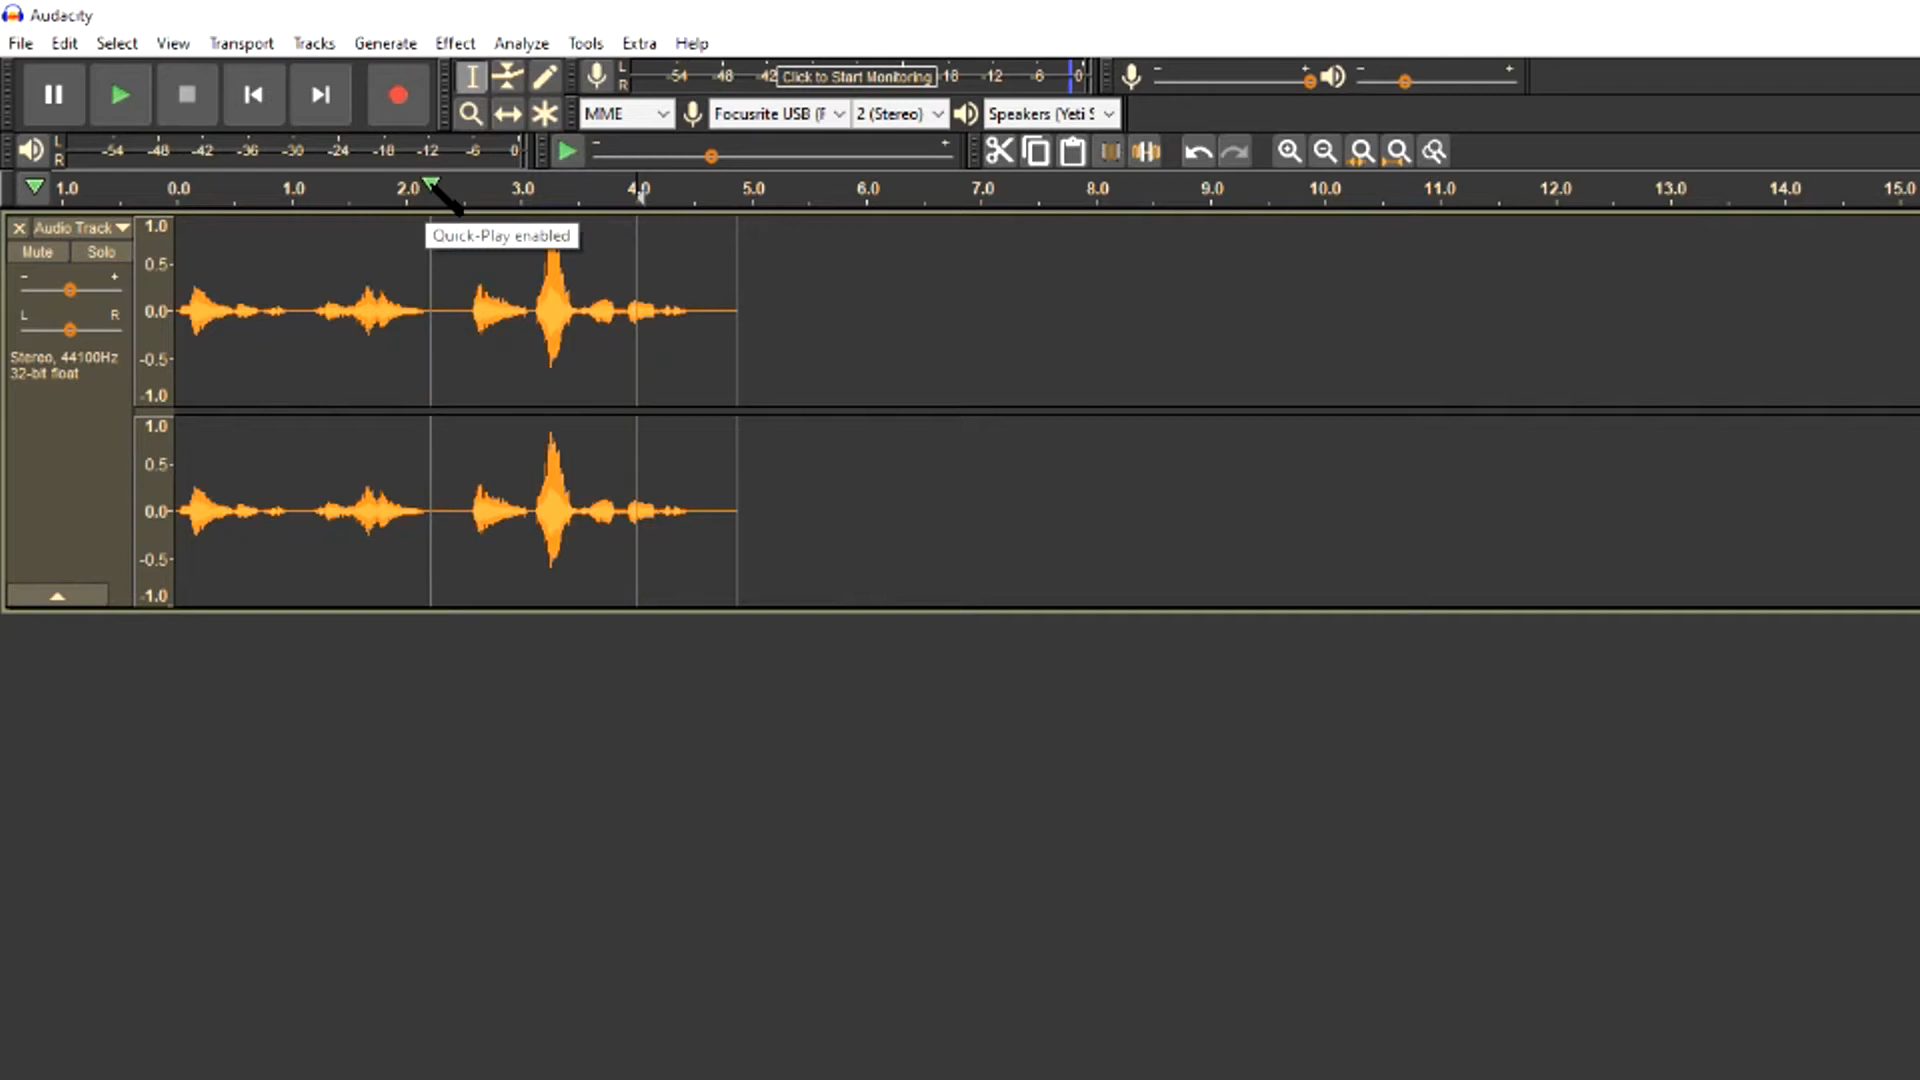 Audacity
File Edit Select View Transport Tracks Generate Effect Analyze Tools Extra Help
L R -54 -48 -42 Click to Start Monitoring -18 -12 -6 0 - + - +
MME Focusrite USB (F 2 (Stereo) Speakers (Yeti S
L R -54 -48 -42 -36 -30 -24 -18 -12 -6 0 - +
1.0 0.0 1.0 2.0 3.0 4.0 5.0 6.0 7.0 8.0 9.0 10.0 11.0 12.0 13.0 14.0 15.0
Audio Track 1.0
Quick-Play enabled
Mute Solo
- + 0.5-
L R 0.0-
Stereo, 44100Hz -0.5-
32-bit float
-1.0
1.0
0.5-
0.0-
-0.5-
-1.0